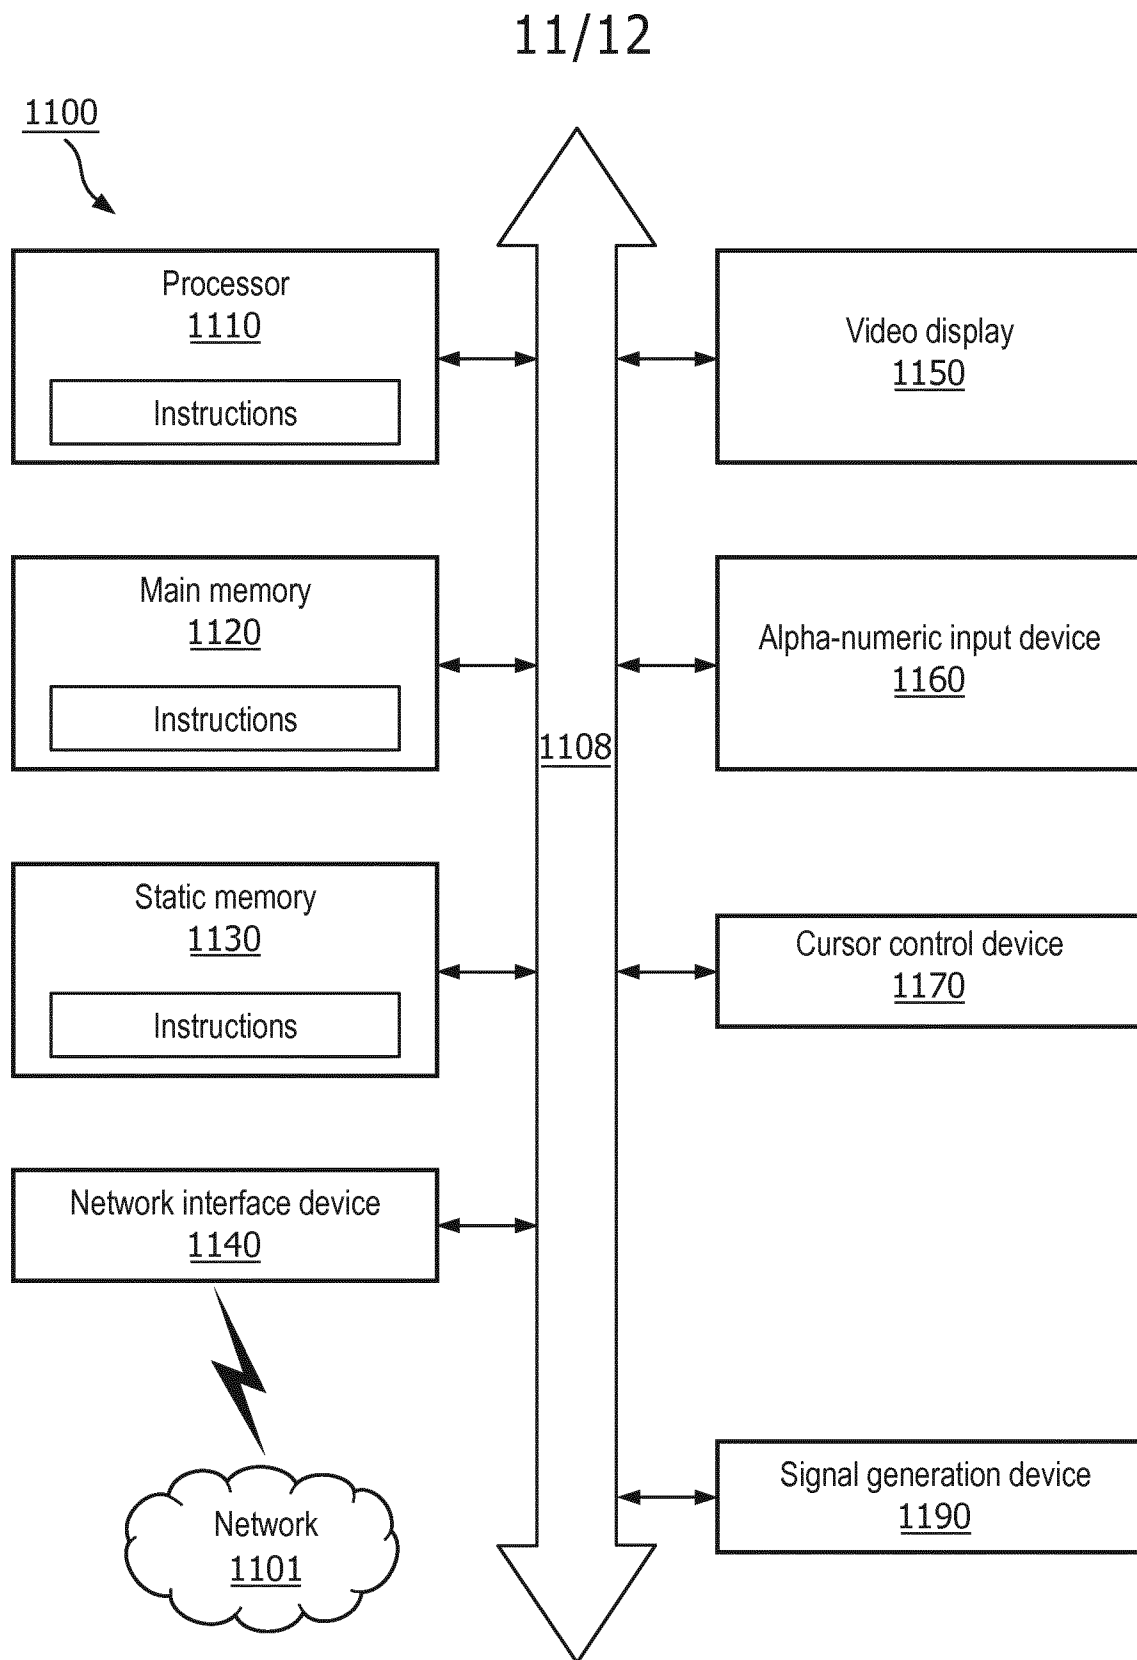 11/12
1100
Processor
1110
Instructions
Main memory
1120
Instructions
Static memory
1130
Instructions
Network interface device
1140
Network
1101
1108
Video display
1150
Alpha-numeric input device
1160
Cursor control device
1170
Signal generation device
1190